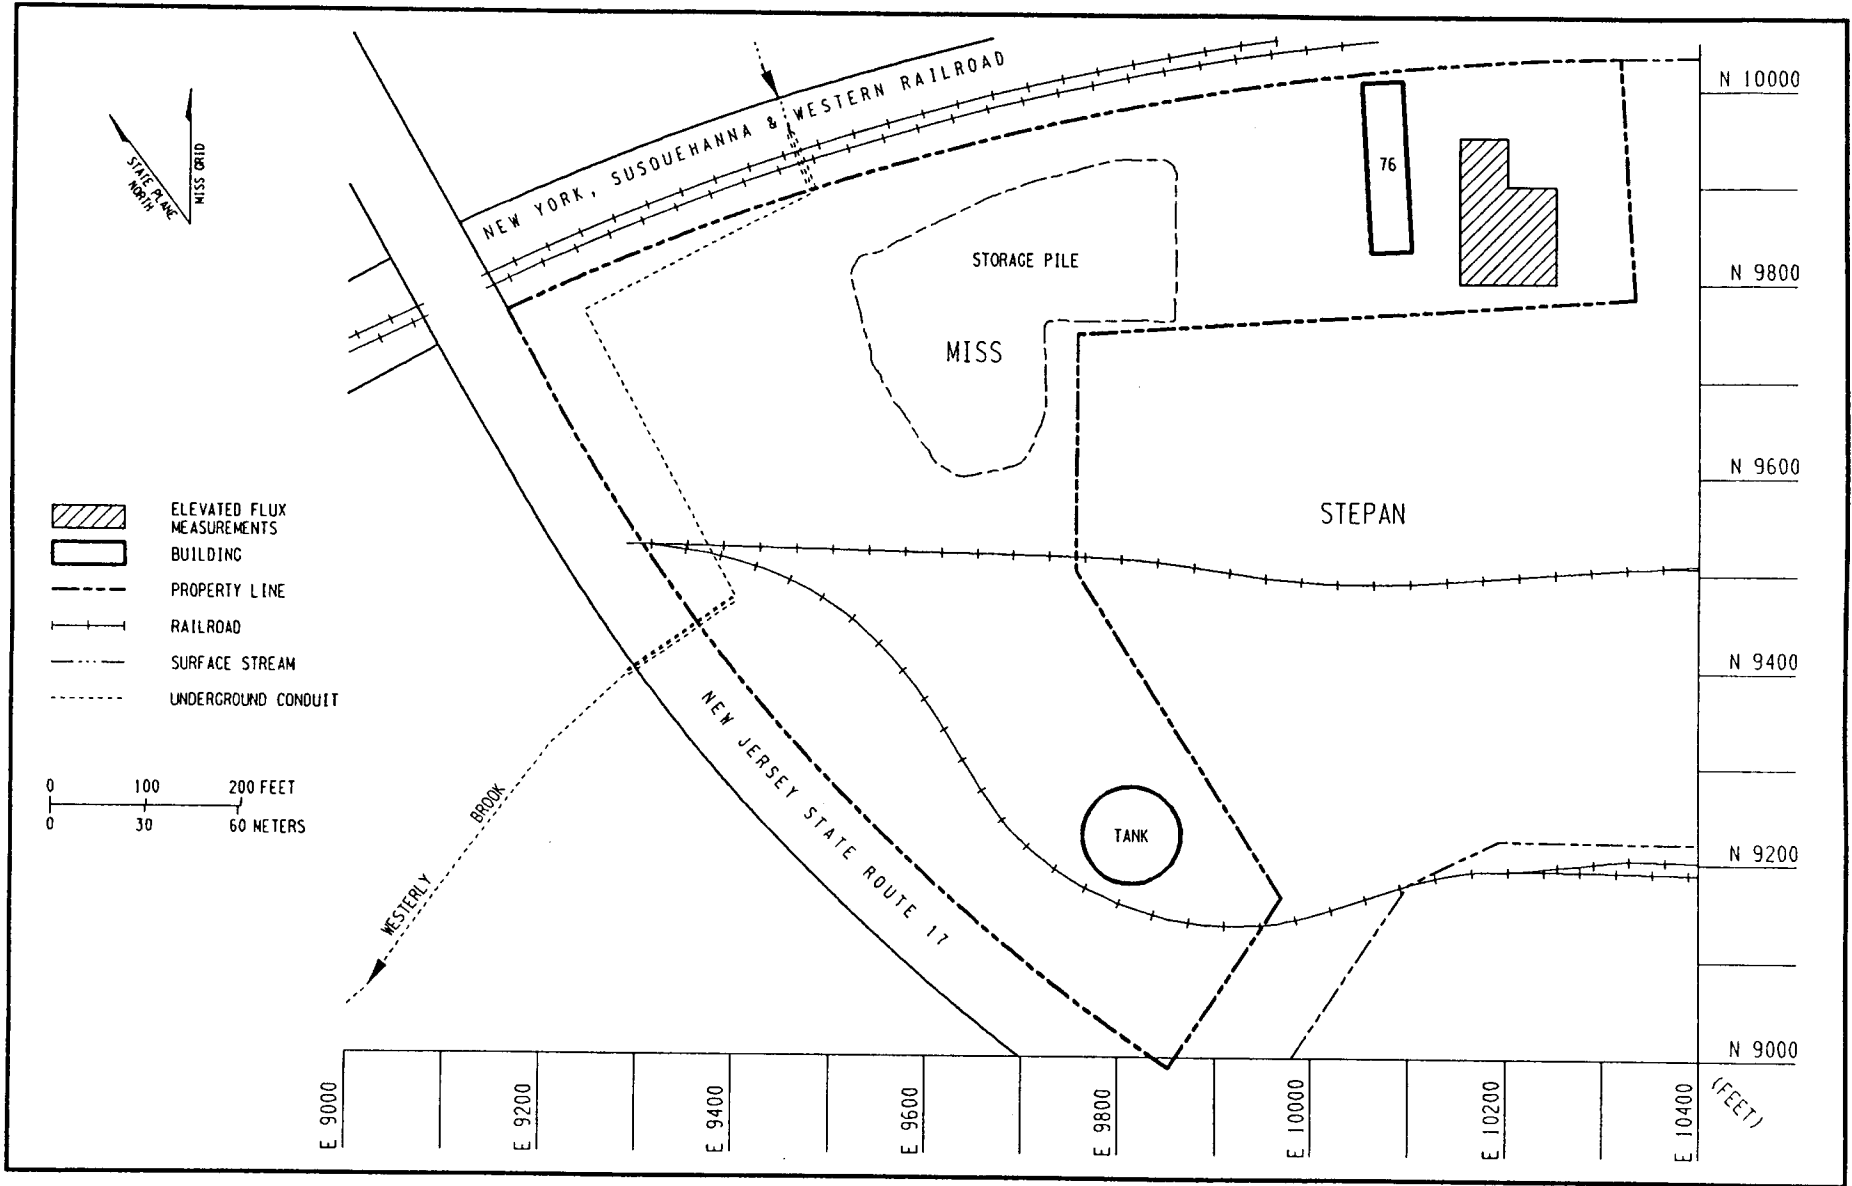 NEW YORK, SUSQUEHANNA & WESTERN RAILROAD
STATE PLANE
NORTH
MISS GRID
76
STORAGE PILE
MISS
STEPAN
N 10000
N 9800
N 9600
N 9400
N 9200
N 9000
(FEET)
ELEVATED FLUX
MEASUREMENTS
BUILDING
PROPERTY LINE
RAILROAD
SURFACE STREAM
UNDERGROUND CONDUIT
0 100 200 FEET
0 30 60 METERS
WESTERLY BROOK
NEW JERSEY STATE ROUTE 17
TANK
E 9000
E 9200
E 9400
E 9600
E 9800
E 10000
E 10200
E 10400